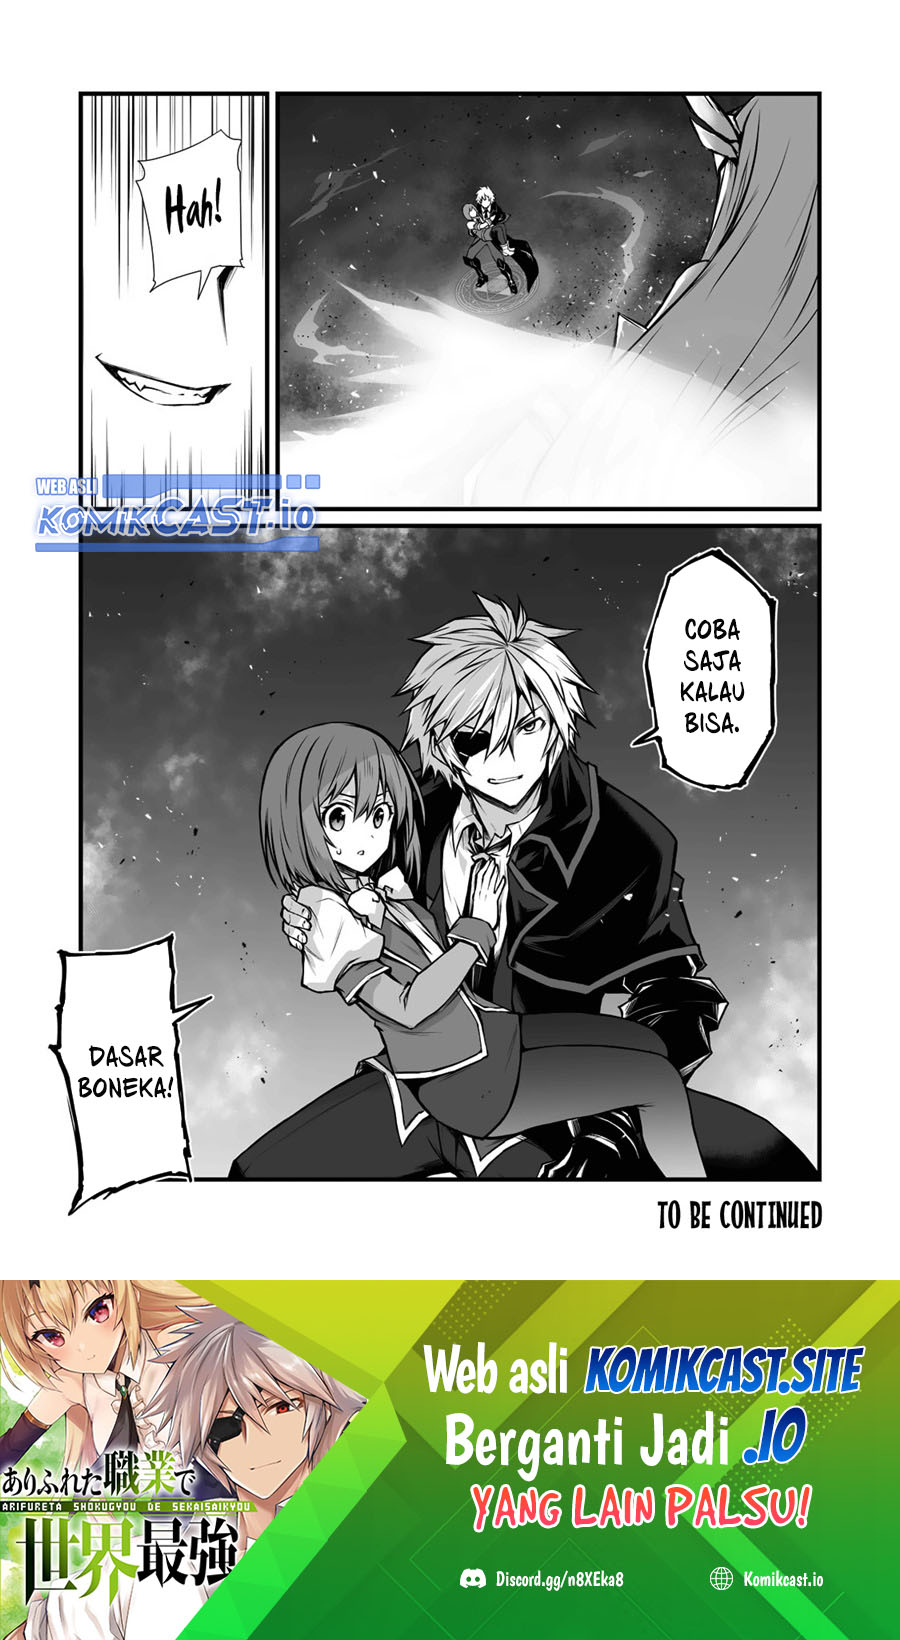 Hah!
WEB ASLI
KOMIKCAST.iO
COBA
SAJA
KALAU
BISA.
DASAR
BONEKA!
TO BE CONTINUED
ありふれた職業で
ARIFURETA SHOKUGYOU DE SEKAISAIKYOU
世界最強
Web asli KOMIKCAST.SITE
Berganti Jadi .IO
YANG LAIN PALSU!
Discord.gg/n8XEka8
Komikcast.io